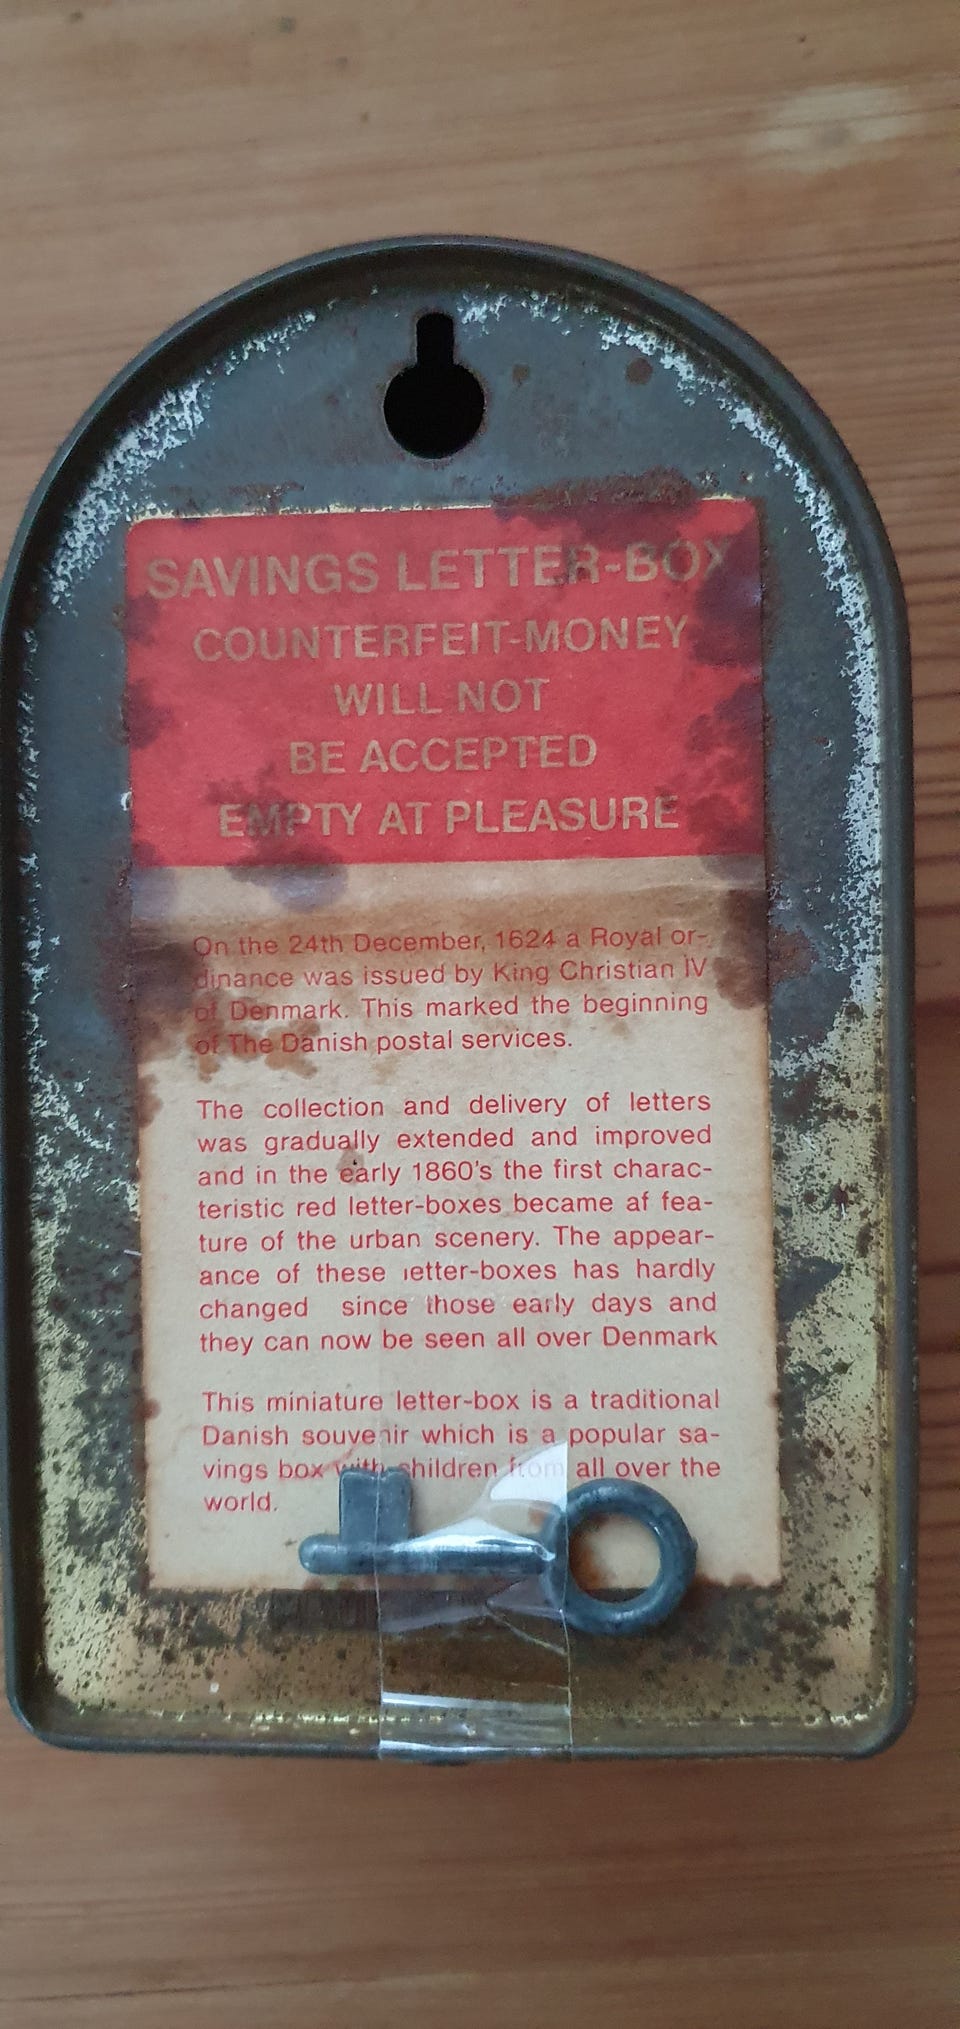 SAVINGS LETTER-BOX
COUNTERFEIT-MONEY
WILL NOT
BE ACCEPTED
EMPTY AT PLEASURE
On the 24th December, 1624 a Royal or-
dinance was issued by King Christian IV
of Denmark. This marked the beginning
of The Danish postal services.
The collection and delivery of letters
was gradually extended and improved
and in the early 1860's the first charac-
teristic red letter-boxes became af fea-
ture of the urban scenery. The appear-
ance of these letter-boxes has hardly
changed since those early days and
they can now be seen all over Denmark
This miniature letter-box is a traditional
Danish souvenir which is a popular sa-
vings box with children from all over the
world.